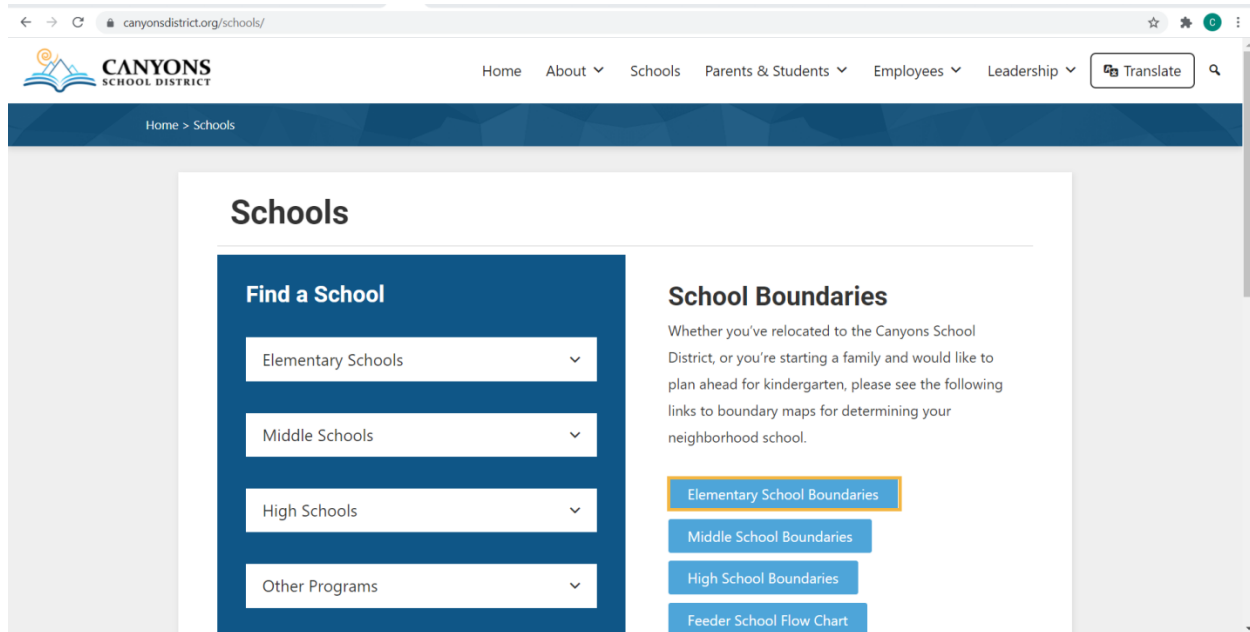 canyonsdistrict.org/schools/
C
CANYONS
SCHOOL DISTRICT
Home About Schools Parents & Students Employees Leadership Translate
Home > Schools
Schools
Find a School
Elementary Schools
Middle Schools
High Schools
Other Programs
School Boundaries
Whether you've relocated to the Canyons School
District, or you're starting a family and would like to
plan ahead for kindergarten, please see the following
links to boundary maps for determining your
neighborhood school.
Elementary School Boundaries
Middle School Boundaries
High School Boundaries
Feeder School Flow Chart